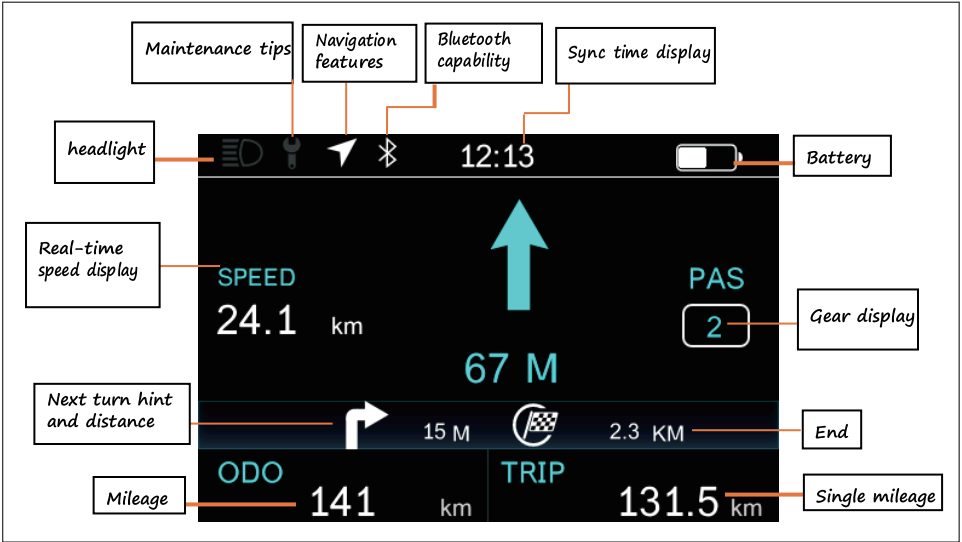 Maintenance tips
Navigation
features
Bluetooth
capability
Sync time display
headlight
12:13
Battery
Real-time
speed display
SPEED
24.1 km
PAS
2
Gear display
67 M
Next turn hint
and distance
15 M
2.3 KM
End
ODO
141 km
TRIP
131.5 km
Mileage
Single mileage